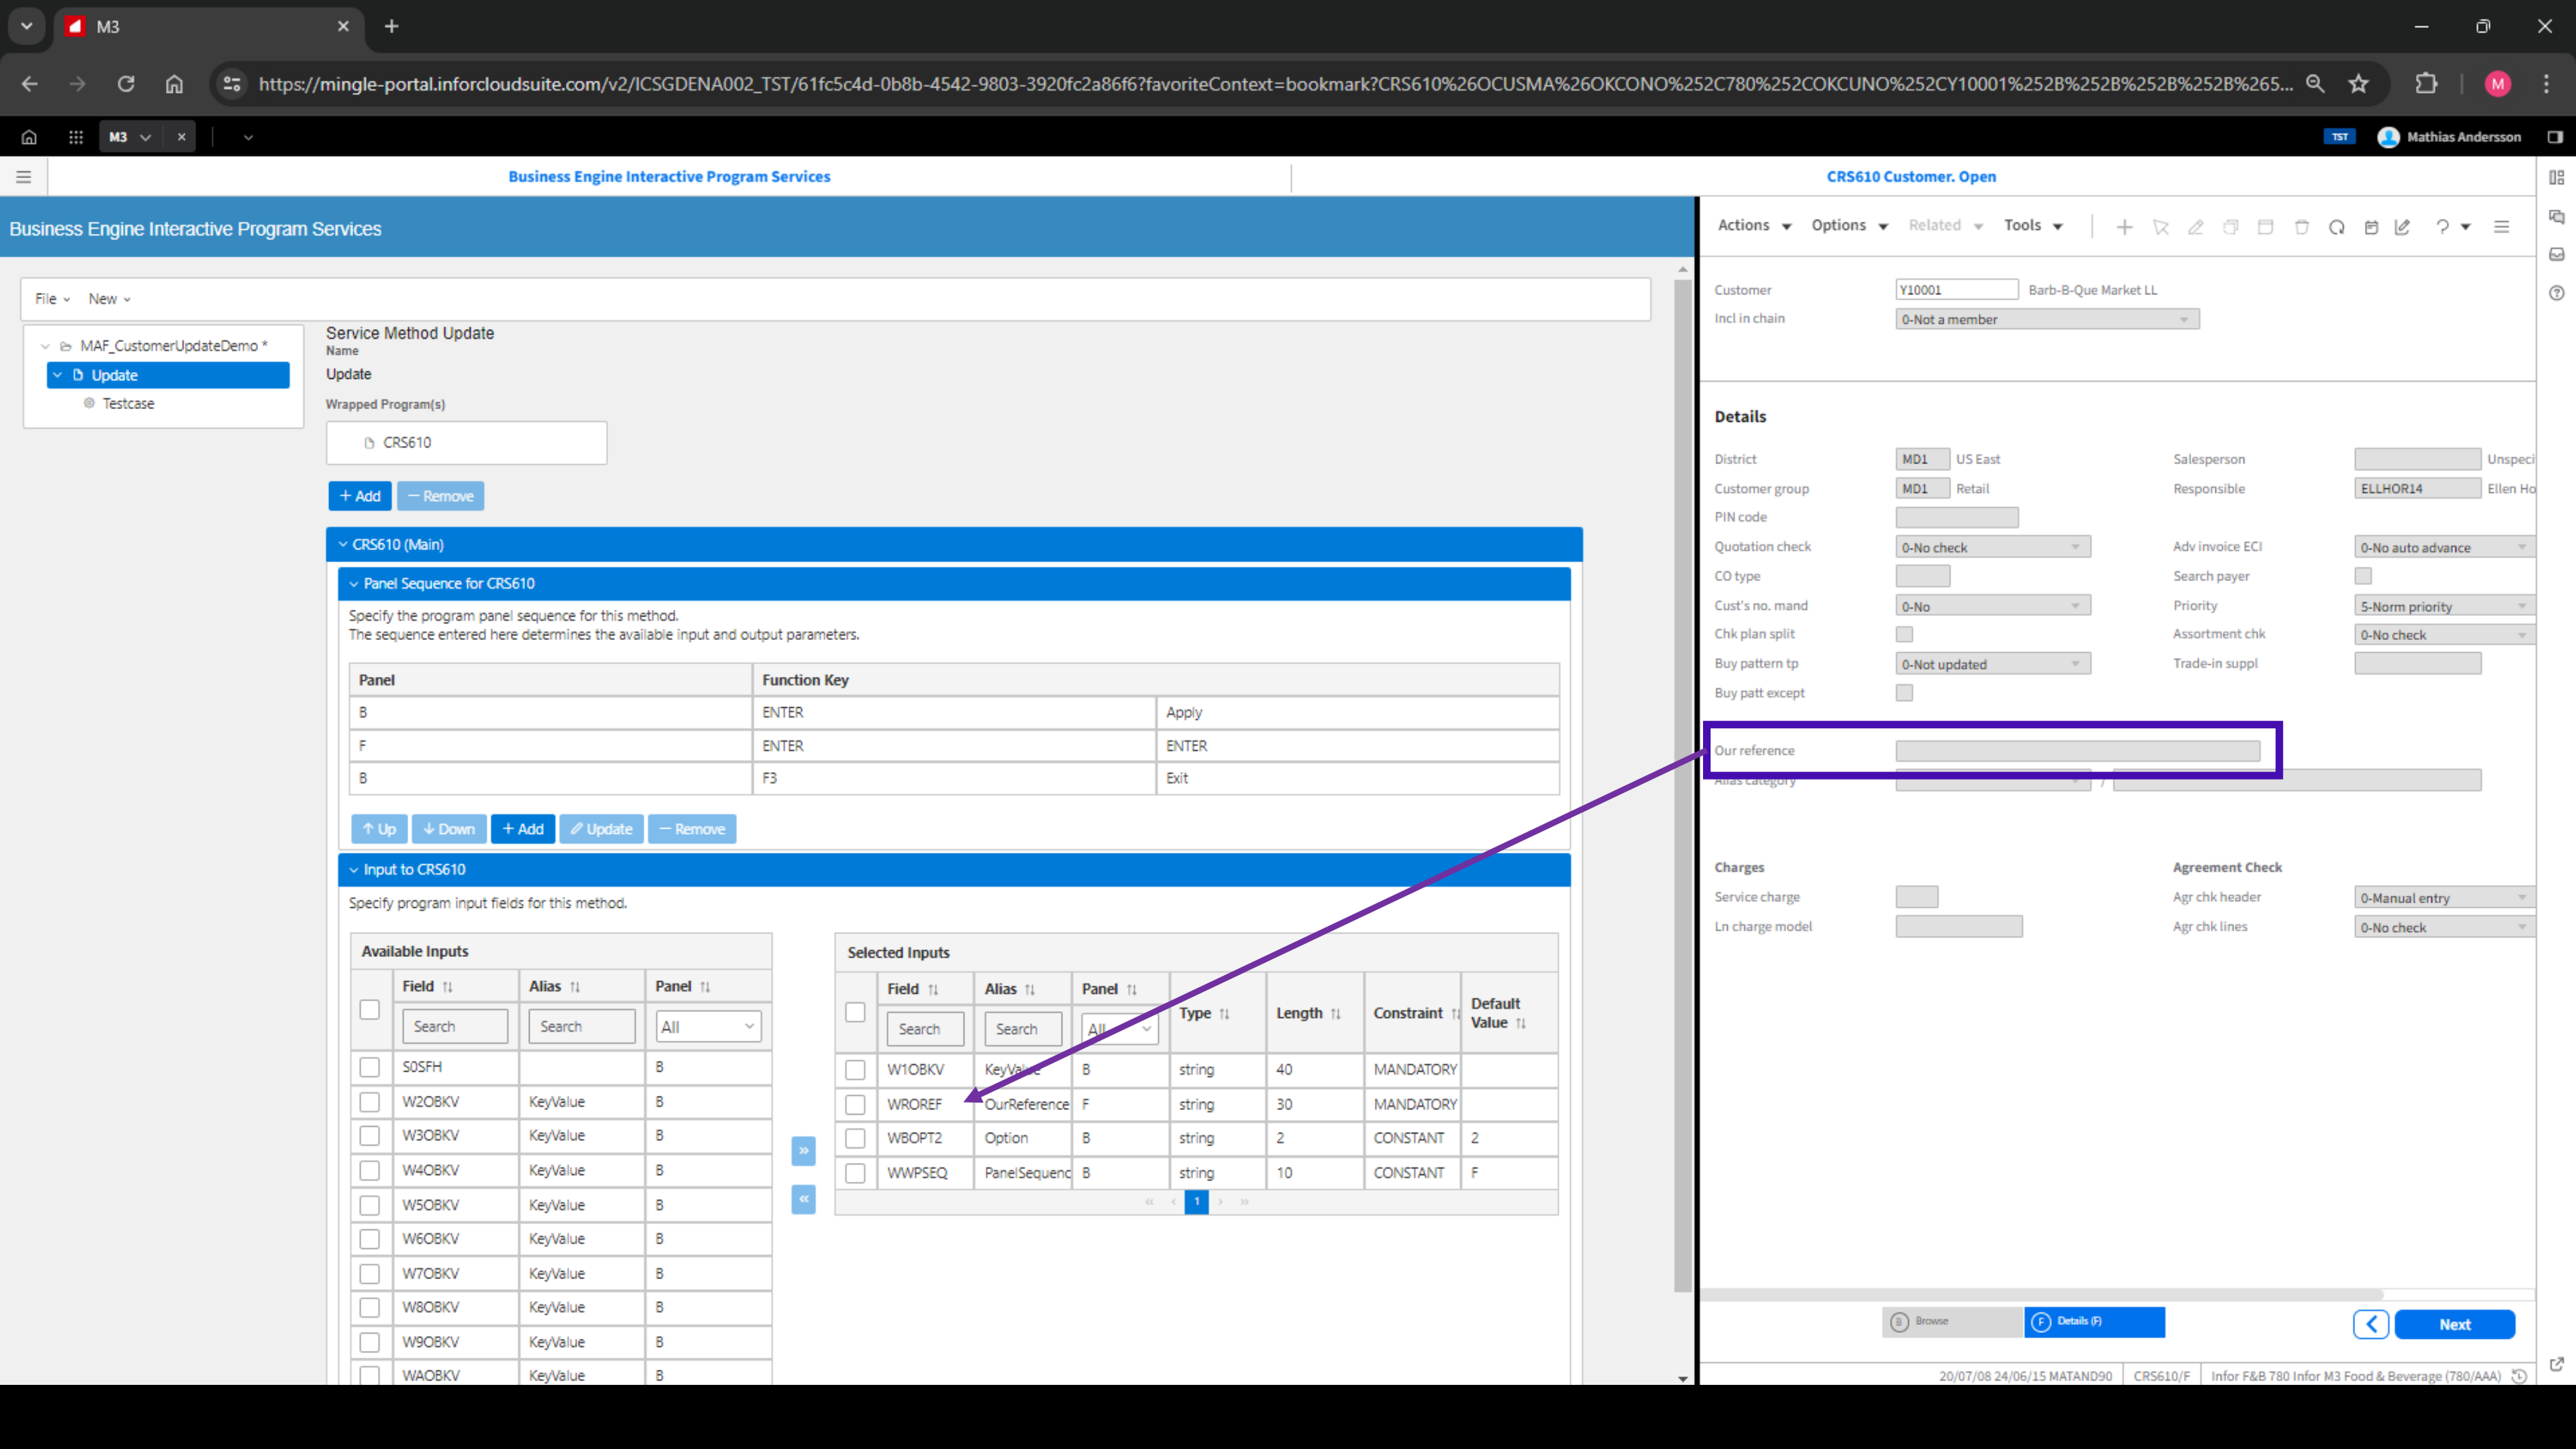 M3
https://mingle-portal.inforcloudsuite.com/v2/ICSGDENA002_TST/61fc5c4d-0b8b-4542-9803-3920fc2a86f6?favoriteContext=bookmark?CRS610%26OCUSMA%26OKCONO%252C780%252COKCUNO%252CY10001%252B%252B%252B%252B%265...
M
M3
TST
Mathias Andersson
Business Engine Interactive Program Services
CRS610 Customer. Open
Business Engine Interactive Program Services
File
New
MAF_CustomerUpdateDemo *
Update
Testcase
Service Method Update
Name
Update
Wrapped Program(s)
CRS610
+ Add
− Remove
CRS610 (Main)
Panel Sequence for CRS610
Specify the program panel sequence for this method.
The sequence entered here determines the available input and output parameters.
Panel Function Key
B ENTER Apply
F ENTER ENTER
B F3 Exit
Up Down + Add Update − Remove
Input to CRS610
Specify program input fields for this method.
Available Inputs
Field Alias Panel
Search Search All
S0SFH B
W2OBKV KeyValue B
W3OBKV KeyValue B
W4OBKV KeyValue B
W5OBKV KeyValue B
W6OBKV KeyValue B
W7OBKV KeyValue B
W8OBKV KeyValue B
W9OBKV KeyValue B
WAOBKV KeyValue B
» 
«
Selected Inputs
Field Alias Panel Type Length Constraint Default Value
Search Search All
W1OBKV KeyValue B string 40 MANDATORY
WROREF OurReference F string 30 MANDATORY
WBOPT2 Option B string 2 CONSTANT 2
WWPSEQ PanelSequenc B string 10 CONSTANT F
« ‹ 1 › »
Actions Options Related Tools ?
Customer Y10001 Barb-B-Que Market LL
Incl in chain 0-Not a member
Details
District MD1 US East Salesperson Unspeci
Customer group MD1 Retail Responsible ELLHOR14 Ellen Ho
PIN code
Quotation check 0-No check Adv invoice ECI 0-No auto advance
CO type Search payer
Cust's no. mand 0-No Priority 5-Norm priority
Chk plan split Assortment chk 0-No check
Buy pattern tp 0-Not updated Trade-in suppl
Buy patt except
Our reference
Alias category /
Charges Agreement Check
Service charge Agr chk header 0-Manual entry
Ln charge model Agr chk lines 0-No check
B Browse F Details (F)
Next
20/07/08 24/06/15 MATAND90 CRS610/F Infor F&B 780 Infor M3 Food & Beverage (780/AAA)